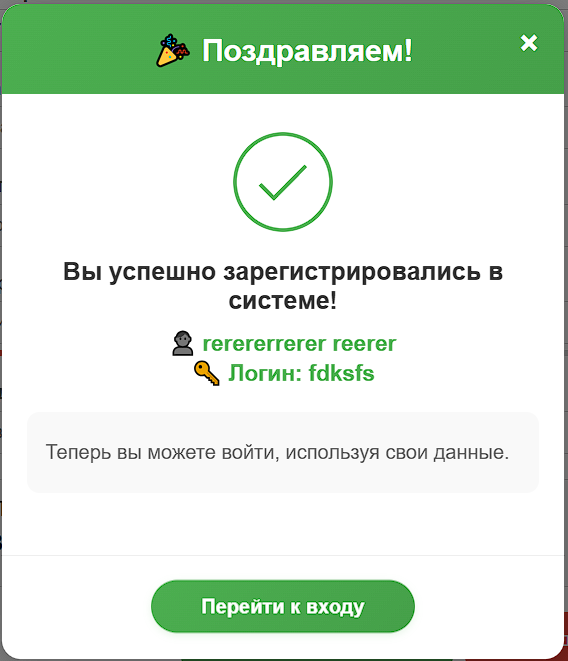 Поздравляем!
Вы успешно зарегистрировались в
системе!
rerererrerer reerer
Логин: fdksfs
Теперь вы можете войти, используя свои данные.
Перейти к входу